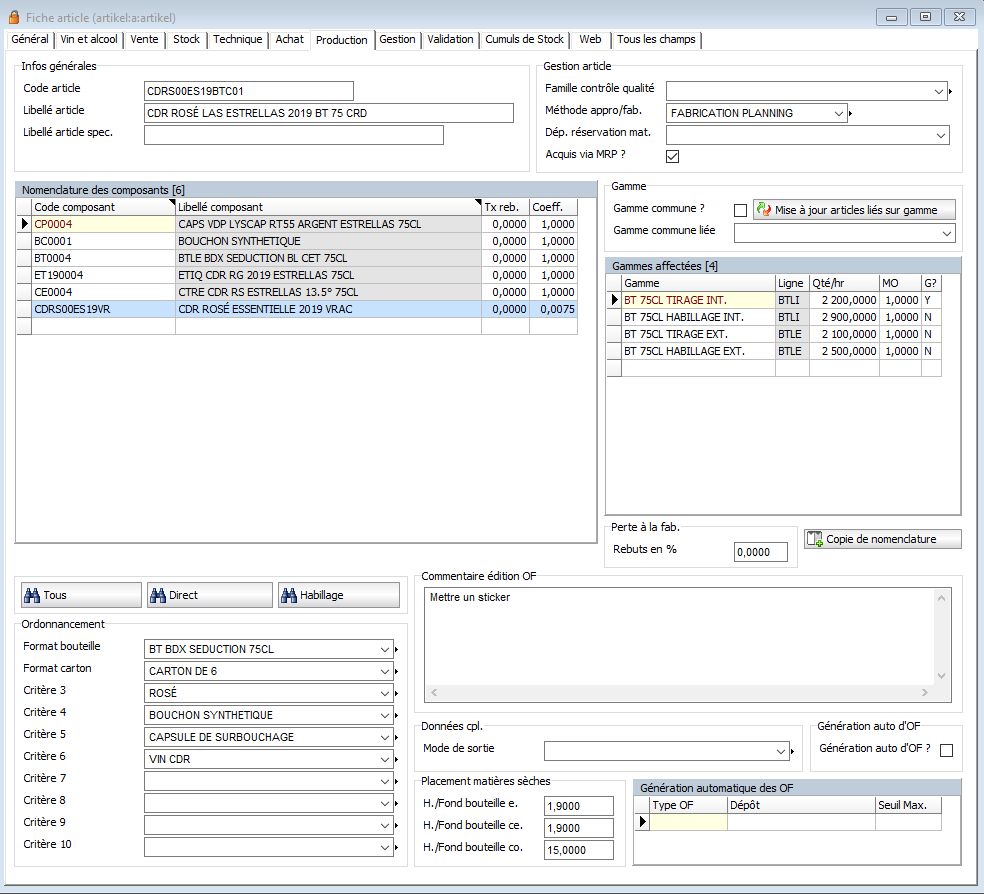 Fiche article (artikel:a:artikel)
Général Vin et alcool Vente Stock Technique Achat Production Gestion Validation Cumuls de Stock Web Tous les champs
Infos générales
Code article CDRS00ES19BTC01
Libellé article CDR ROSÉ LAS ESTRELLAS 2019 BT 75 CRD
Libellé article spec.
Gestion article
Famille contrôle qualité
Méthode appro/fab. FABRICATION PLANNING
Dép. réservation mat.
Acquis via MRP ?
Nomenclature des composants [6]
Code composant Libellé composant Tx reb. Coeff.
CP0004 CAPS VDP LYSCAP RT55 ARGENT ESTRELLAS 75CL 0,0000 1,0000
BC0001 BOUCHON SYNTHETIQUE 0,0000 1,0000
BT0004 BTLE BDX SEDUCTION BL CET 75CL 0,0000 1,0000
ET190004 ETIQ CDR RG 2019 ESTRELLAS 75CL 0,0000 1,0000
CE0004 CTRE CDR RS ESTRELLAS 13.5° 75CL 0,0000 1,0000
CDRS00ES19VR CDR ROSÉ ESSENTIELLE 2019 VRAC 0,0000 0,0075
Gamme
Gamme commune ? Mise à jour articles liés sur gamme
Gamme commune liée
Gammes affectées [4]
Gamme Ligne Qté/hr MO G?
BT 75CL TIRAGE INT. BTLI 2 200,0000 1,0000 Y
BT 75CL HABILLAGE INT. BTLI 2 900,0000 1,0000 N
BT 75CL TIRAGE EXT. BTLE 2 100,0000 1,0000 N
BT 75CL HABILLAGE EXT. BTLE 2 500,0000 1,0000 N
Perte à la fab.
Rebuts en % 0,0000
Copie de nomenclature
Tous Direct Habillage
Ordonnancement
Format bouteille BT BDX SEDUCTION 75CL
Format carton CARTON DE 6
Critère 3 ROSÉ
Critère 4 BOUCHON SYNTHETIQUE
Critère 5 CAPSULE DE SURBOUCHAGE
Critère 6 VIN CDR
Critère 7
Critère 8
Critère 9
Critère 10
Commentaire édition OF
Mettre un sticker
Données cpl.
Mode de sortie
Génération auto d'OF
Génération auto d'OF ?
Placement matières sèches
H./Fond bouteille e. 1,9000
H./Fond bouteille ce. 1,9000
H./Fond bouteille co. 15,0000
Génération automatique des OF
Type OF Dépôt Seuil Max.